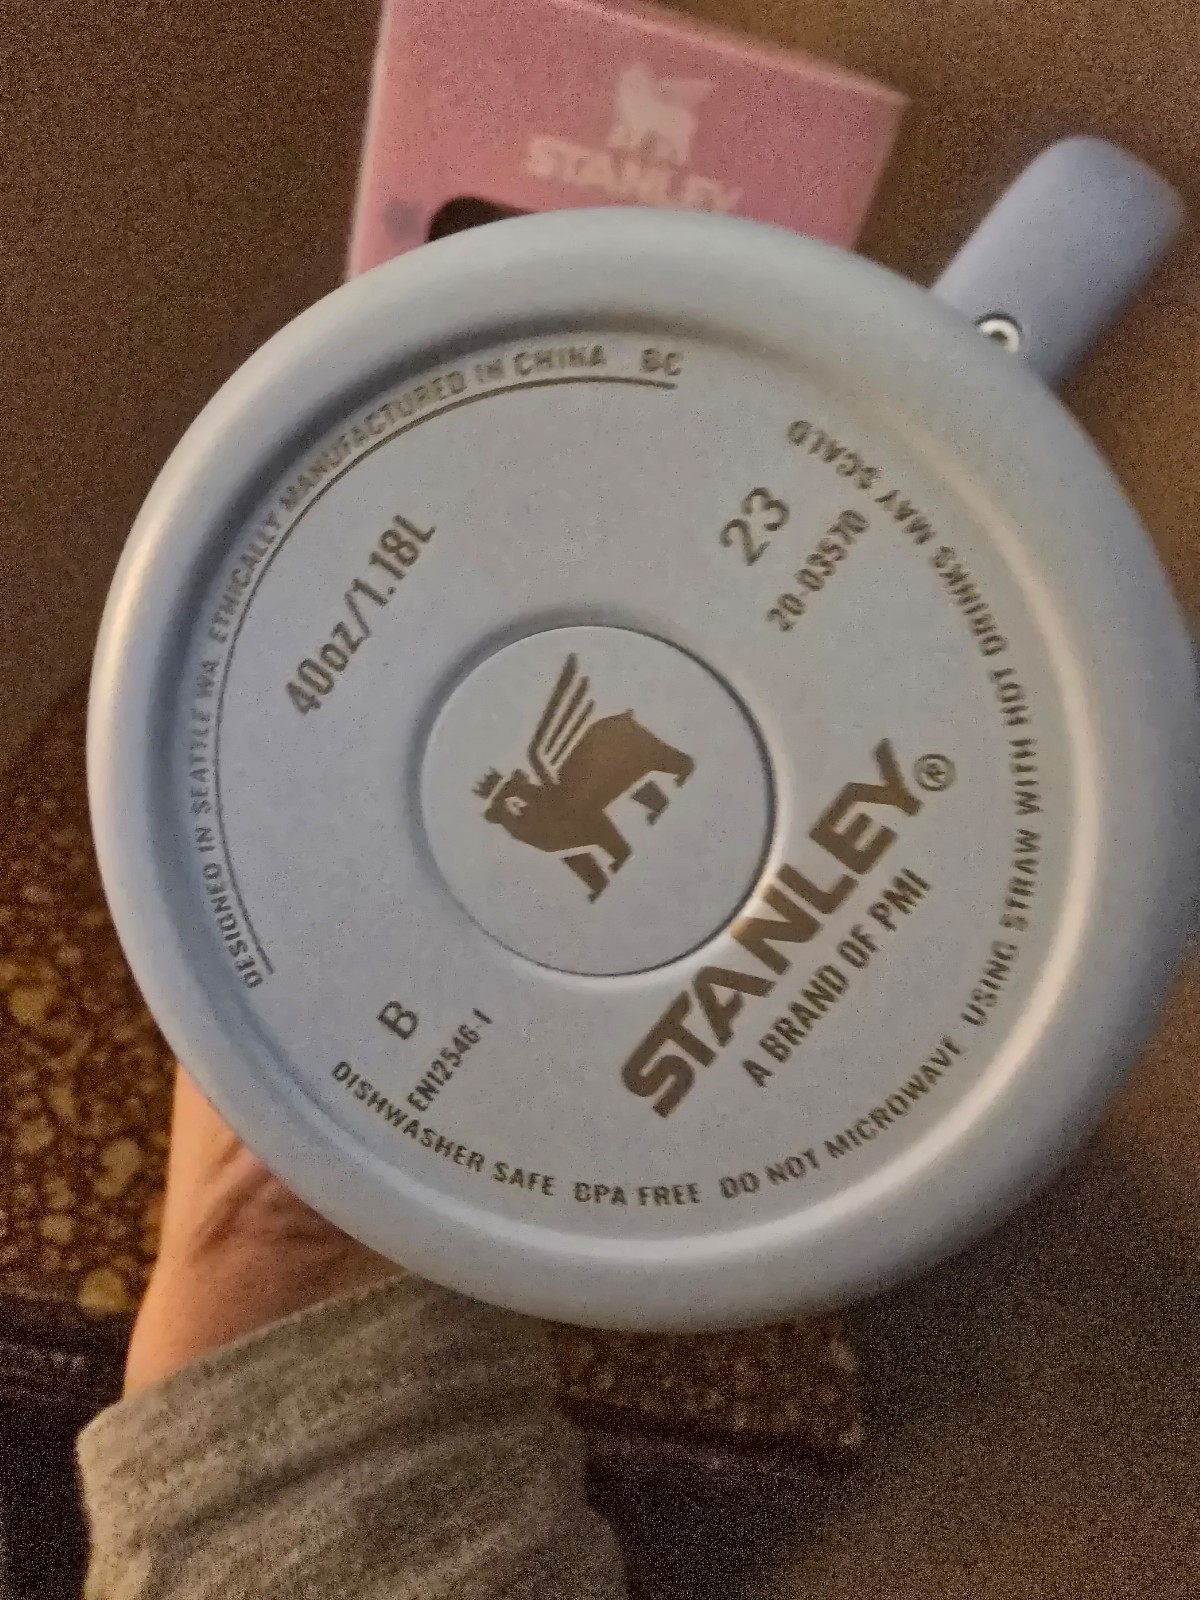 STANLEY
DESIGNED IN SEATTLE WA. ETHICALLY MANUFACTURED IN CHINA BC
40oz/1.18L
23
20-03570
STANLEY®
A BRAND OF PMI
B
EN12546-1
DISHWASHER SAFE BPA FREE DO NOT MICROWAVE USING STRAW WITH HOT DRINKS MAY SCALD